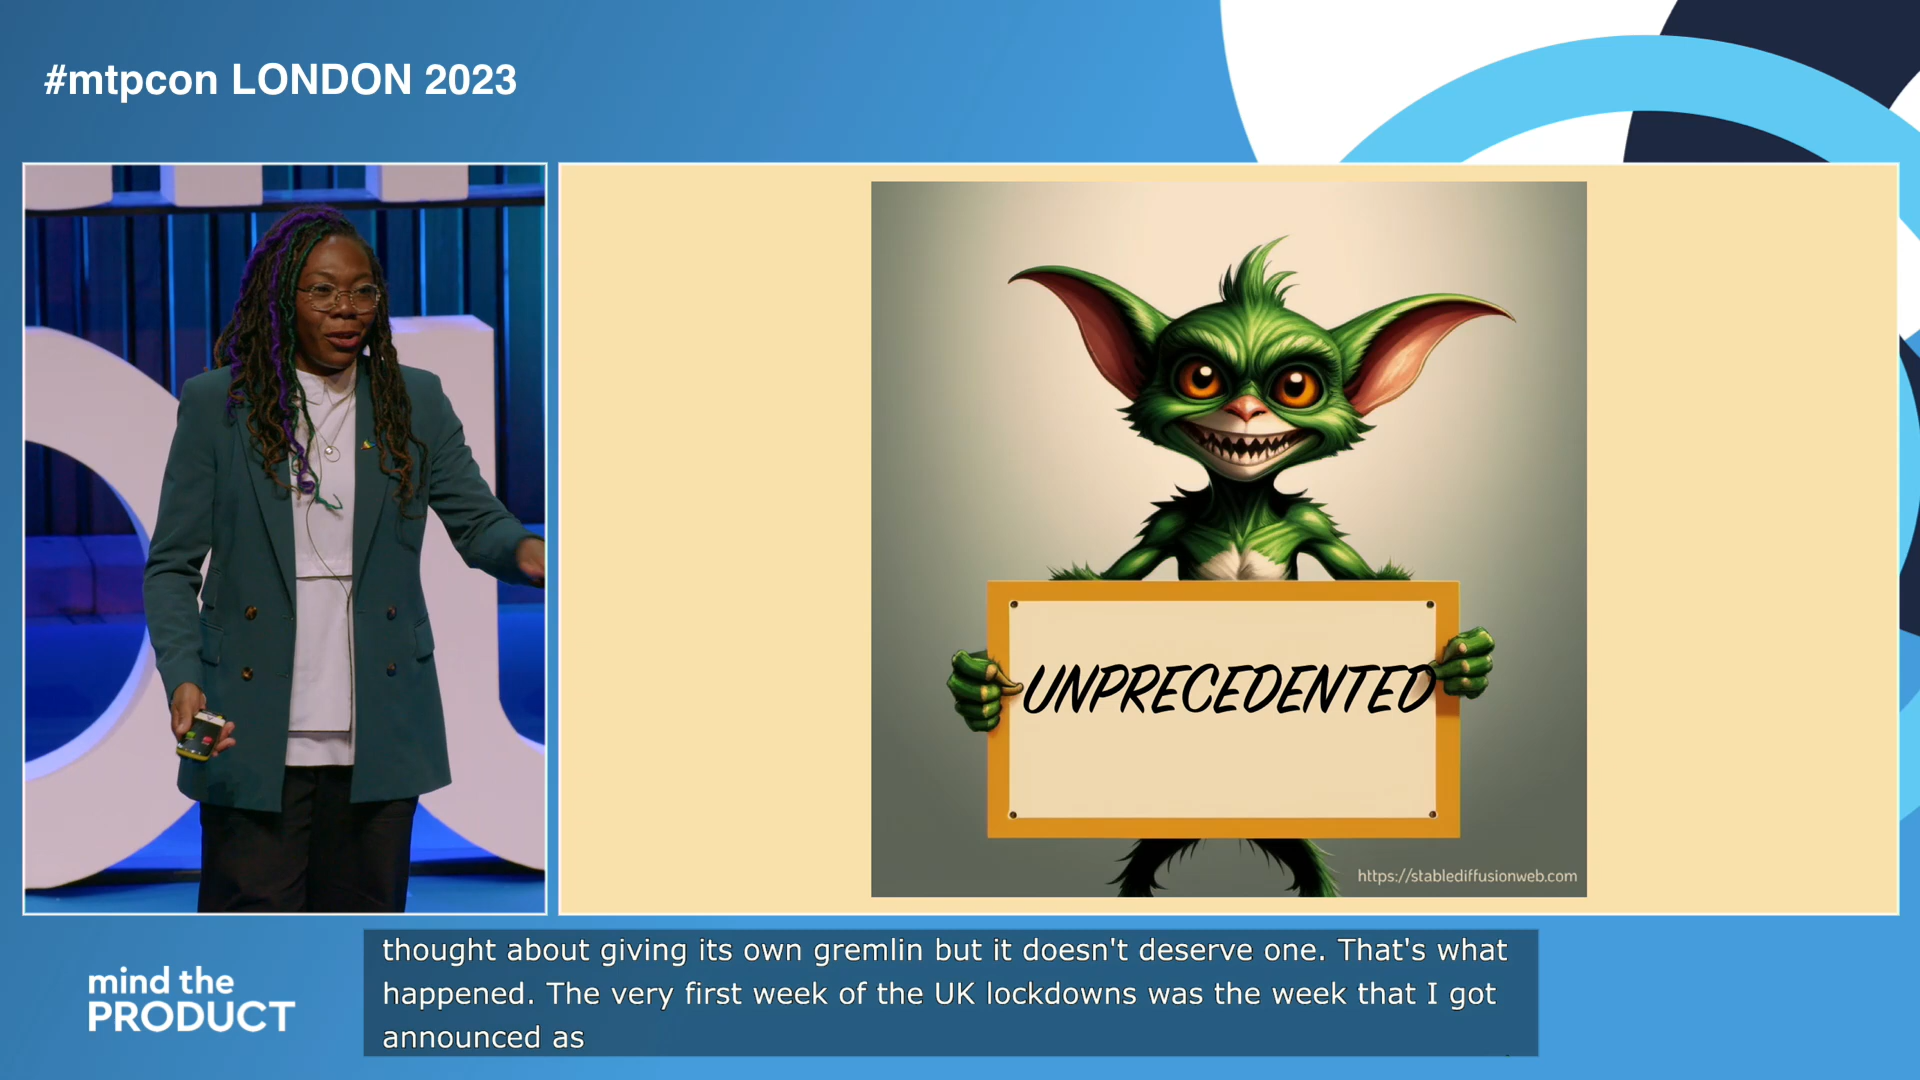 #mtpcon LONDON 2023
UNPRECEDENTED
https://stablediffusionweb.com
mind the
PRODUCT
thought about giving its own gremlin but it doesn't deserve one. That's what
happened. The very first week of the UK lockdowns was the week that I got
announced as